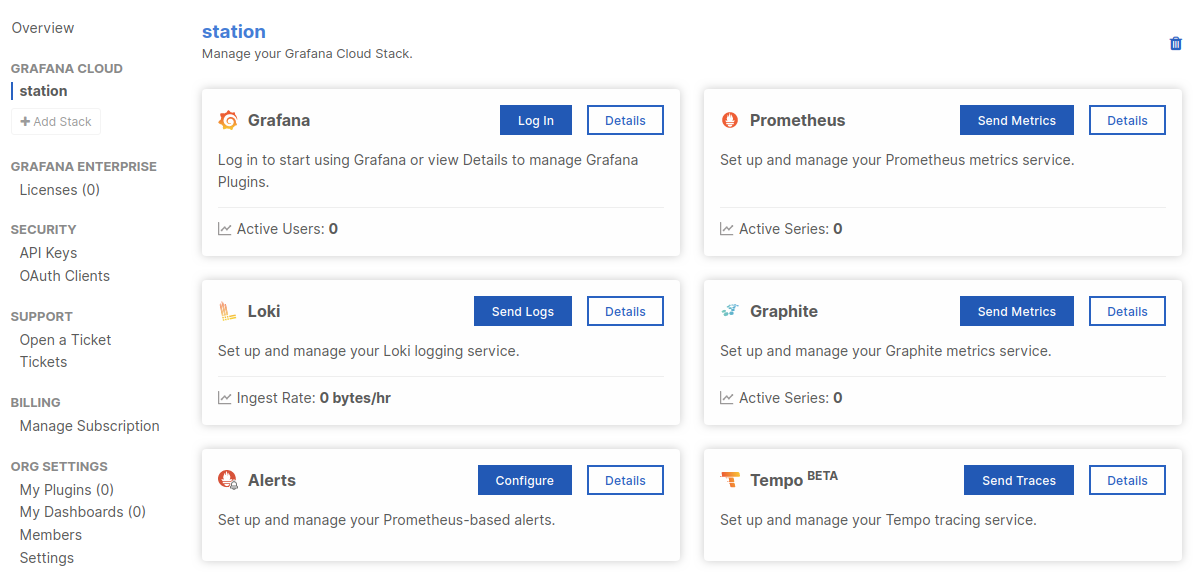 Overview
GRAFANA CLOUD
station
+ Add Stack
GRAFANA ENTERPRISE
Licenses (0)
SECURITY
API Keys
OAuth Clients
SUPPORT
Open a Ticket
Tickets
BILLING
Manage Subscription
ORG SETTINGS
My Plugins (0)
My Dashboards (0)
Members
Settings
station
Manage your Grafana Cloud Stack.
Grafana
Log In
Details
Log in to start using Grafana or view Details to manage Grafana
Plugins.
Active Users: 0
Prometheus
Send Metrics
Details
Set up and manage your Prometheus metrics service.
Active Series: 0
Loki
Send Logs
Details
Set up and manage your Loki logging service.
Ingest Rate: 0 bytes/hr
Graphite
Send Metrics
Details
Set up and manage your Graphite metrics service.
Active Series: 0
Alerts
Configure
Details
Set up and manage your Prometheus-based alerts.
Tempo BETA
Send Traces
Details
Set up and manage your Tempo tracing service.